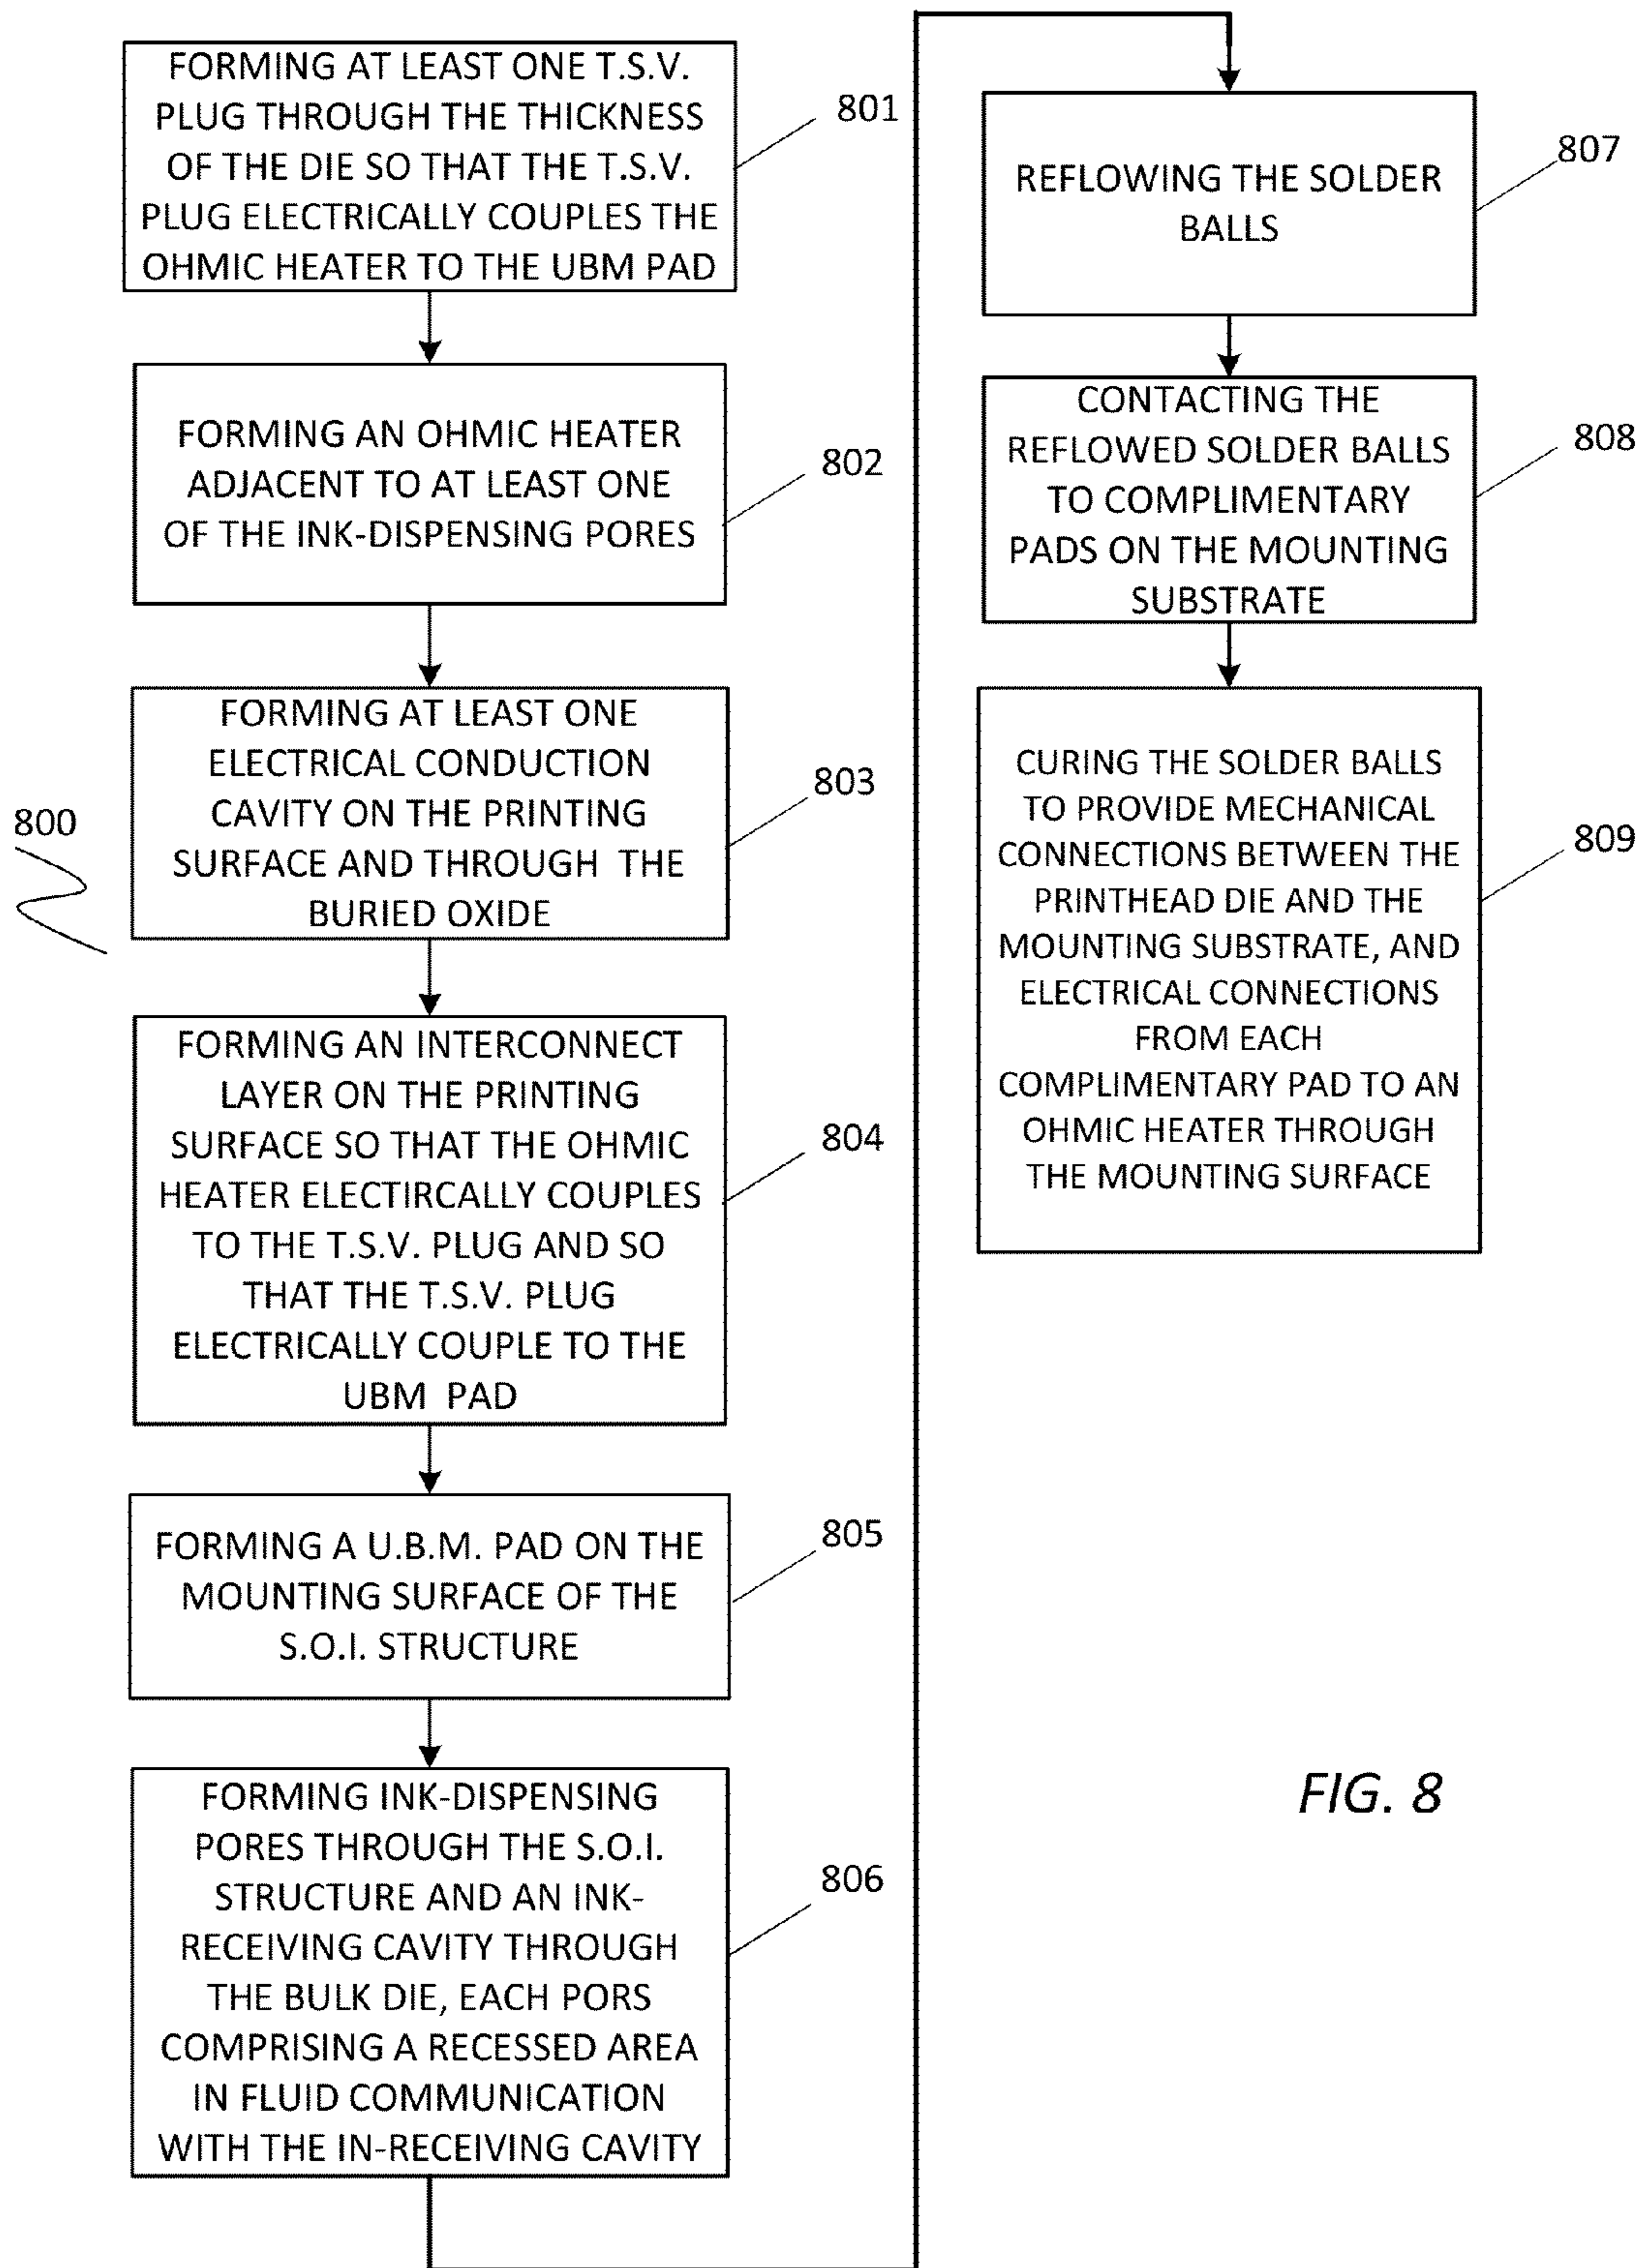 FORMING AT LEAST ONE T.S.V.
PLUG THROUGH THE THICKNESS
OF THE DIE SO THAT THE T.S.V.
PLUG ELECTRICALLY COUPLES THE
OHMIC HEATER TO THE UBM PAD
801
FORMING AN OHMIC HEATER
ADJACENT TO AT LEAST ONE
OF THE INK-DISPENSING PORES
802
FORMING AT LEAST ONE
ELECTRICAL CONDUCTION
CAVITY ON THE PRINTING
SURFACE AND THROUGH THE
BURIED OXIDE
803
800
FORMING AN INTERCONNECT
LAYER ON THE PRINTING
SURFACE SO THAT THE OHMIC
HEATER ELECTIRCALLY COUPLES
TO THE T.S.V. PLUG AND SO
THAT THE T.S.V. PLUG
ELECTRICALLY COUPLE TO THE
UBM PAD
804
FORMING A U.B.M. PAD ON THE
MOUNTING SURFACE OF THE
S.O.I. STRUCTURE
805
FORMING INK-DISPENSING
PORES THROUGH THE S.O.I.
STRUCTURE AND AN INK-
RECEIVING CAVITY THROUGH
THE BULK DIE, EACH PORS
COMPRISING A RECESSED AREA
IN FLUID COMMUNICATION
WITH THE IN-RECEIVING CAVITY
806
REFLOWING THE SOLDER
BALLS
807
CONTACTING THE
REFLOWED SOLDER BALLS
TO COMPLIMENTARY
PADS ON THE MOUNTING
SUBSTRATE
808
CURING THE SOLDER BALLS
TO PROVIDE MECHANICAL
CONNECTIONS BETWEEN THE
PRINTHEAD DIE AND THE
MOUNTING SUBSTRATE, AND
ELECTRICAL CONNECTIONS
FROM EACH
COMPLIMENTARY PAD TO AN
OHMIC HEATER THROUGH
THE MOUNTING SURFACE
809
FIG. 8